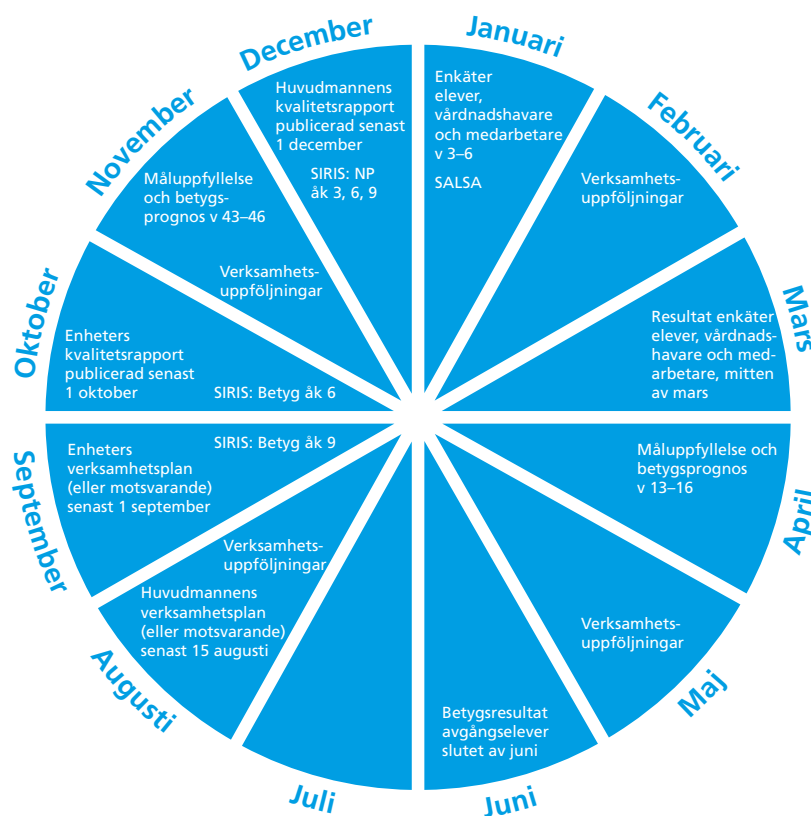 Januari
Enkäter
elever,
vårdnadshavare
och medarbetare
v 3–6
SALSA
Februari
Verksamhets-
uppföljningar
Mars
Resultat enkäter
elever, vårdnads-
havare och med-
arbetare, mitten
av mars
April
Måluppfyllelse och
betygsprognos
v 13–16
Maj
Verksamhets-
uppföljningar
Juni
Betygsresultat
avgångselever
slutet av juni
Juli
Augusti
Verksamhets-
uppföljningar
Huvudmannens
verksamhetsplan
(eller motsvarande)
senast 15 augusti
September
SIRIS: Betyg åk 9
Enheters
verksamhetsplan
(eller motsvarande)
senast 1 september
Oktober
Enheters
kvalitetsrapport
publicerad senast
1 oktober
SIRIS: Betyg åk 6
November
Måluppfyllelse
och betygs-
prognos v 43–46
Verksamhets-
uppföljningar
December
Huvudmannens
kvalitetsrapport
publicerad senast
1 december
SIRIS: NP
åk 3, 6, 9